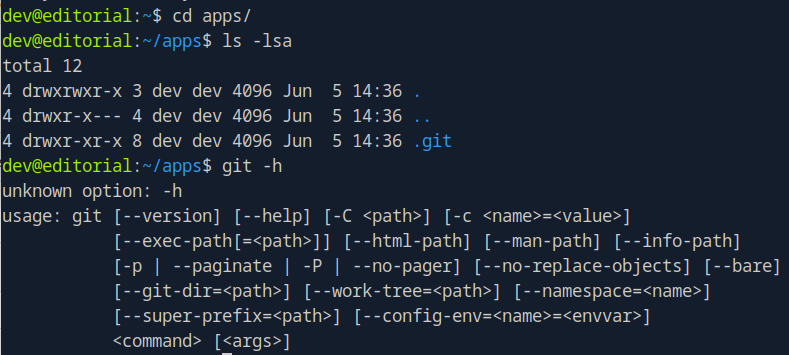 dev@editorial:~$ cd apps/
dev@editorial:~/apps$ ls -lsa
total 12
4 drwxrwxr-x 3 dev dev 4096 Jun  5 14:36 .
4 drwxr-x--- 4 dev dev 4096 Jun  5 14:36 ..
4 drwxr-xr-x 8 dev dev 4096 Jun  5 14:36 .git
dev@editorial:~/apps$ git -h
unknown option: -h
usage: git [--version] [--help] [-C <path>] [-c <name>=<value>]
           [--exec-path[=<path>]] [--html-path] [--man-path] [--info-path]
           [-p | --paginate | -P | --no-pager] [--no-replace-objects] [--bare]
           [--git-dir=<path>] [--work-tree=<path>] [--namespace=<name>]
           [--super-prefix=<path>] [--config-env=<name>=<envvar>]
           <command> [<args>]